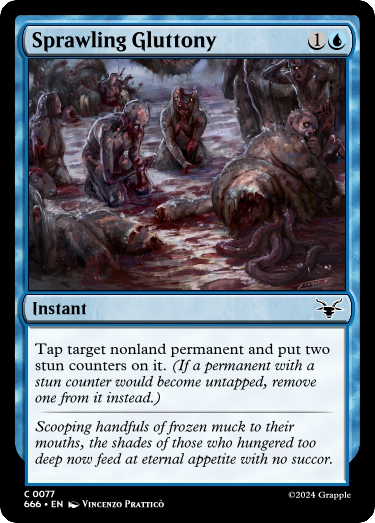 Sprawling Gluttony
1
Instant
Tap target nonland permanent and put two
stun counters on it. (If a permanent with a
stun counter would become untapped, remove
one from it instead.)
Scooping handfuls of frozen muck to their
mouths, the shades of those who hungered too
deep now feed at eternal appetite with no succor.
C 0077
666 • EN Vincenzo Pratticò
©2024 Grapple